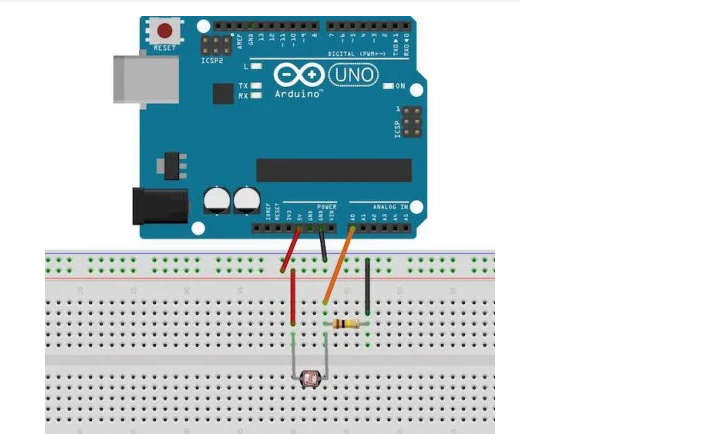 RESET
ICSP2
AREF
GND
13
12
~11
~10
~9
8
7
~6
~5
4
~3
2
TXD▶1
RXD◀0
DIGITAL (PWM=~)
L
TX
RX
UNO
Arduino™
ON
1
ICSP
POWER
ANALOG IN
IOREF
RESET
3V3
5V
GND
GND
VIN
A0
A1
A2
A3
A4
A5